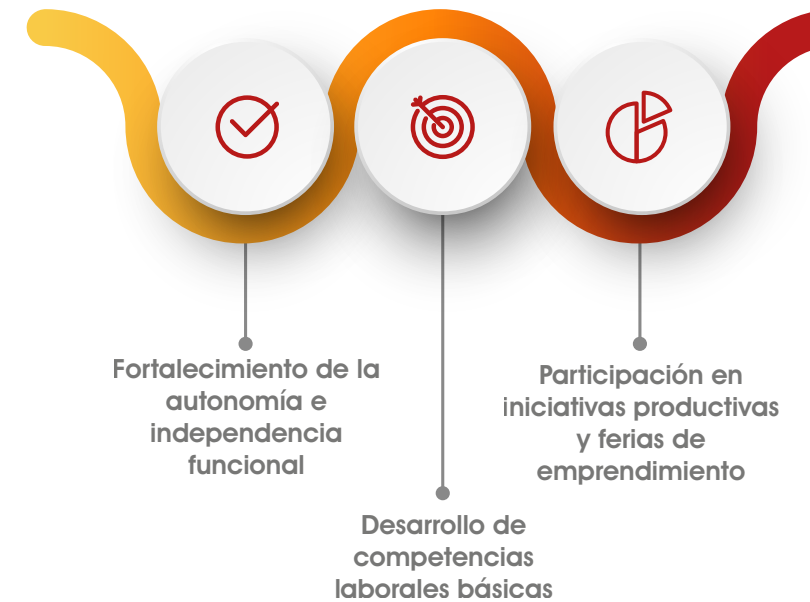 Fortalecimiento de la
autonomía e
independencia
funcional
Desarrollo de
competencias
laborales básicas
Participación en
iniciativas productivas
y ferias de
emprendimiento